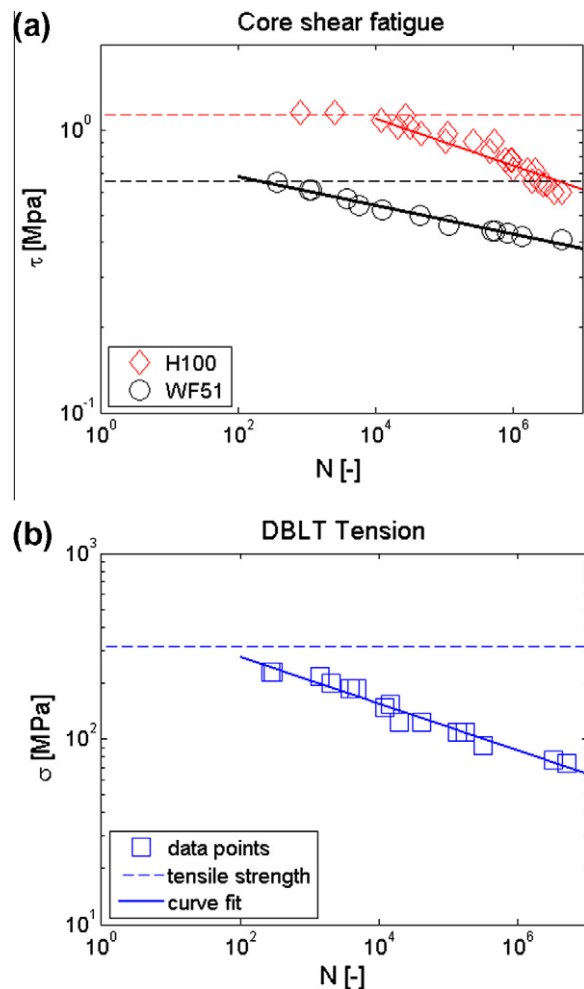 (a)
Core shear fatigue
τ [Mpa]
10^0
10^-1
H100
WF51
10^0 10^2 10^4 10^6
N [-]
(b)
DBLT Tension
σ [MPa]
10^3
10^2
10^1
data points
tensile strength
curve fit
10^0 10^2 10^4 10^6
N [-]